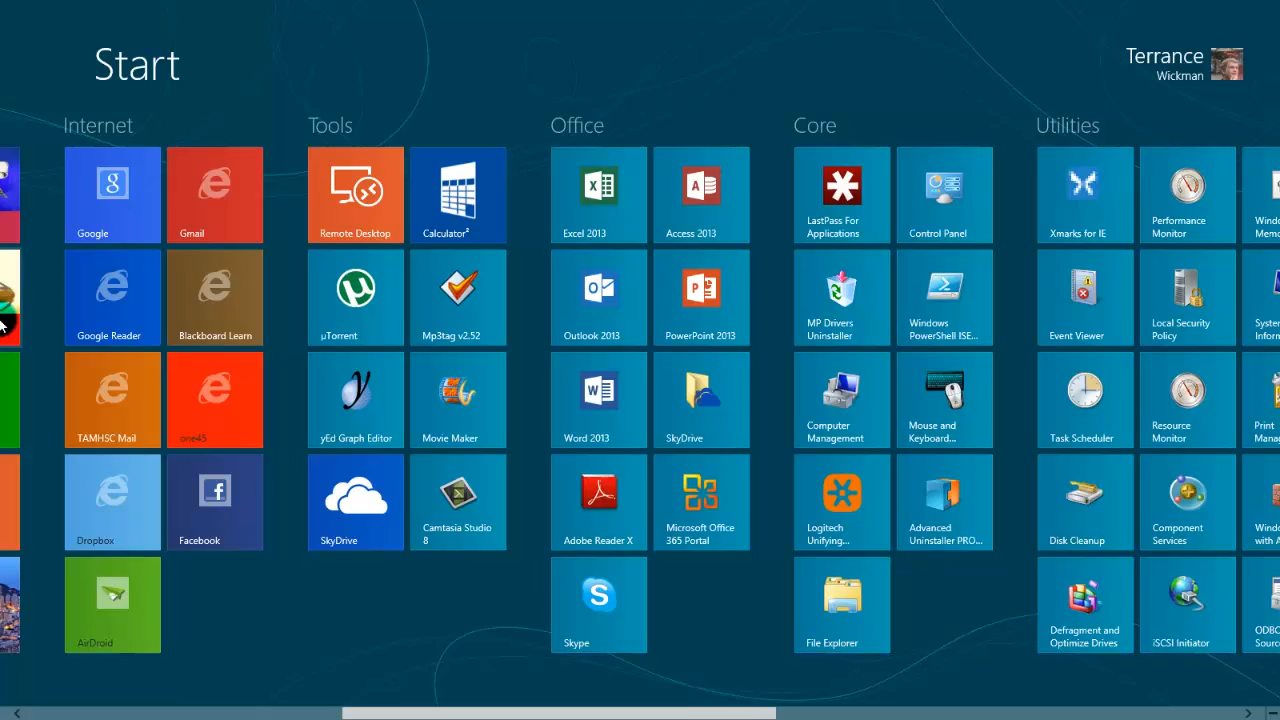 Start
Terrance
Wickman
Internet
Tools
Office
Core
Utilities
Google
Gmail
Remote Desktop
Calculator²
Excel 2013
Access 2013
LastPass For
Applications
Control Panel
Xmarks for IE
Performance
Monitor
Google Reader
Blackboard Learn
µTorrent
Mp3tag v2.52
Outlook 2013
PowerPoint 2013
MP Drivers
Uninstaller
Windows
PowerShell ISE...
Event Viewer
Local Security
Policy
TAMHSC Mail
one45
yEd Graph Editor
Movie Maker
Word 2013
SkyDrive
Computer
Management
Mouse and
Keyboard...
Task Scheduler
Resource
Monitor
Print
Dropbox
Facebook
SkyDrive
Camtasia Studio
8
Adobe Reader X
Microsoft Office
365 Portal
Logitech
Unifying...
Advanced
Uninstaller PRO...
Disk Cleanup
Component
Services
with A
AirDroid
Skype
File Explorer
Defragment and
Optimize Drives
iSCSI Initiator
ODBC